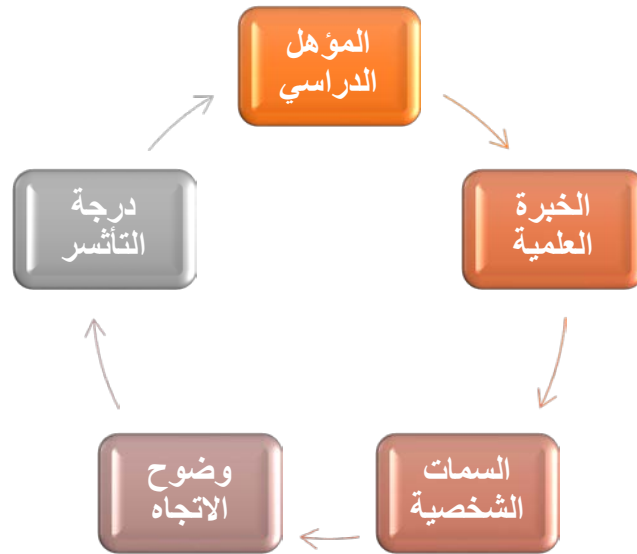 المؤهل
الدراسي
الخبرة
العلمية
السمات
الشخصية
وضوح
الاتجاه
درجة
التأثسر